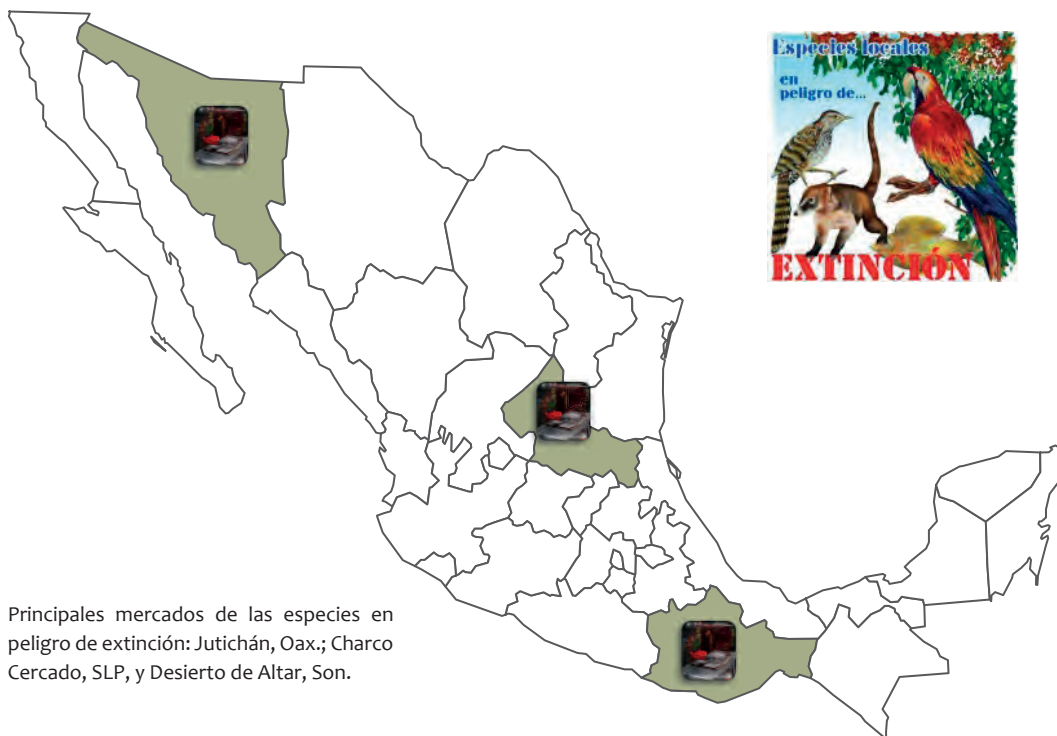 Especies locales
en
peligro de...
EXTINCIÓN
Principales mercados de las especies en
peligro de extinción: Jutichán, Oax.; Charco
Cercado, SLP, y Desierto de Altar, Son.